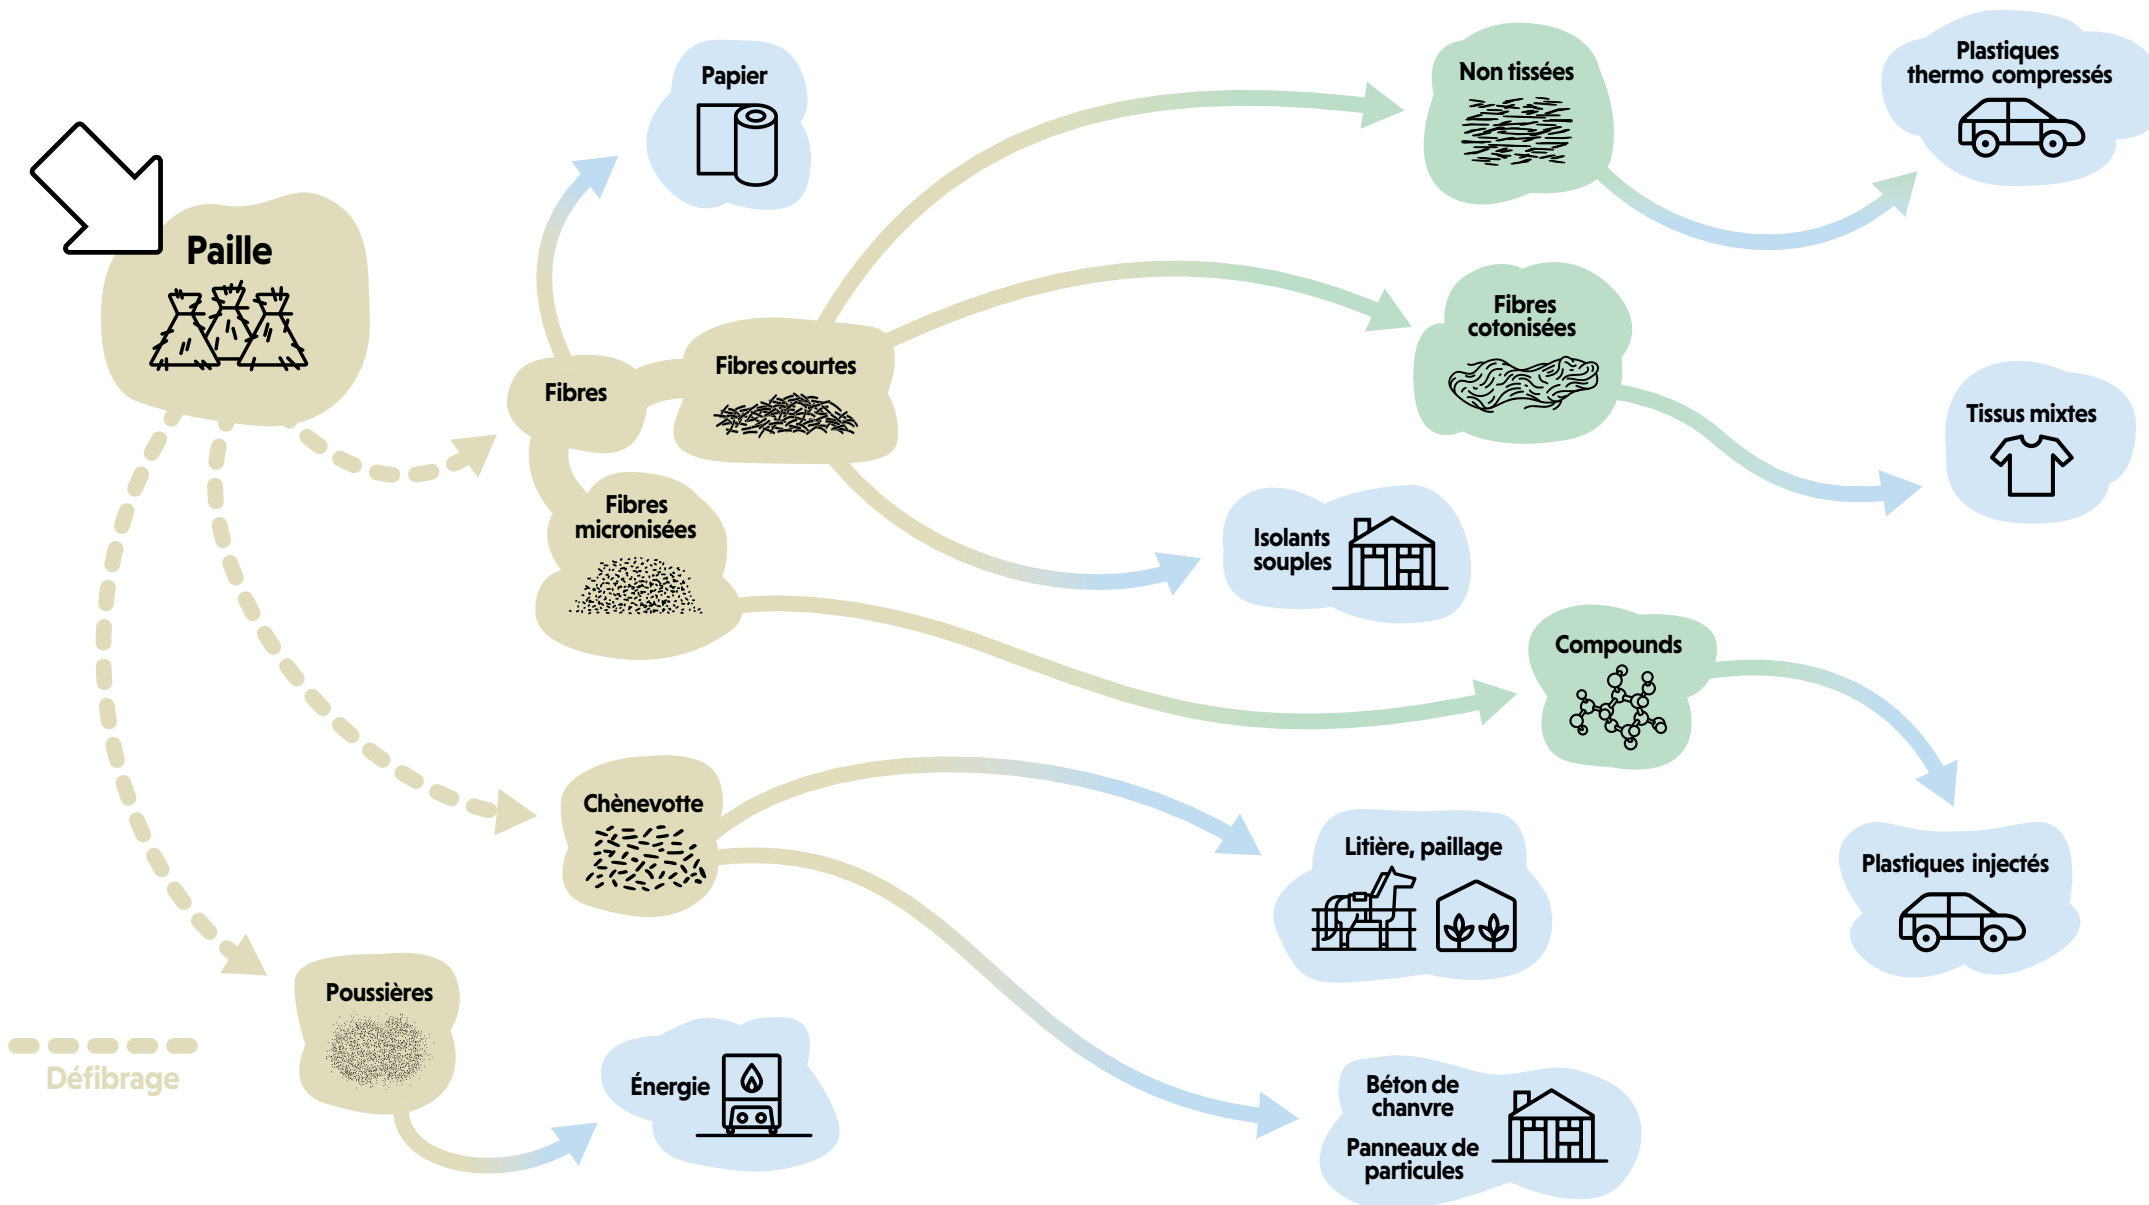 Papier
Non tissées
Plastiques
thermo compressés
Paille
Fibres
cotonisées
Fibres courtes
Fibres
Tissus mixtes
Fibres
micronisées
Isolants
souples
Compounds
Chènevotte
Litière, paillage
Plastiques injectés
Poussières
Défibrage
Énergie
Béton de
chanvre
Panneaux de
particules